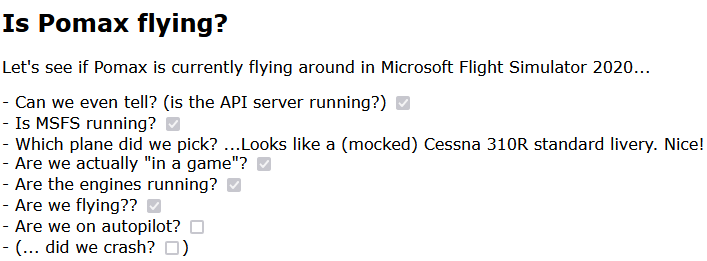 Is Pomax flying?
Let's see if Pomax is currently flying around in Microsoft Flight Simulator 2020...
- Can we even tell? (is the API server running?)
- Is MSFS running?
- Which plane did we pick? ...Looks like a (mocked) Cessna 310R standard livery. Nice!
- Are we actually "in a game"?
- Are the engines running?
- Are we flying??
- Are we on autopilot?
- (... did we crash? )